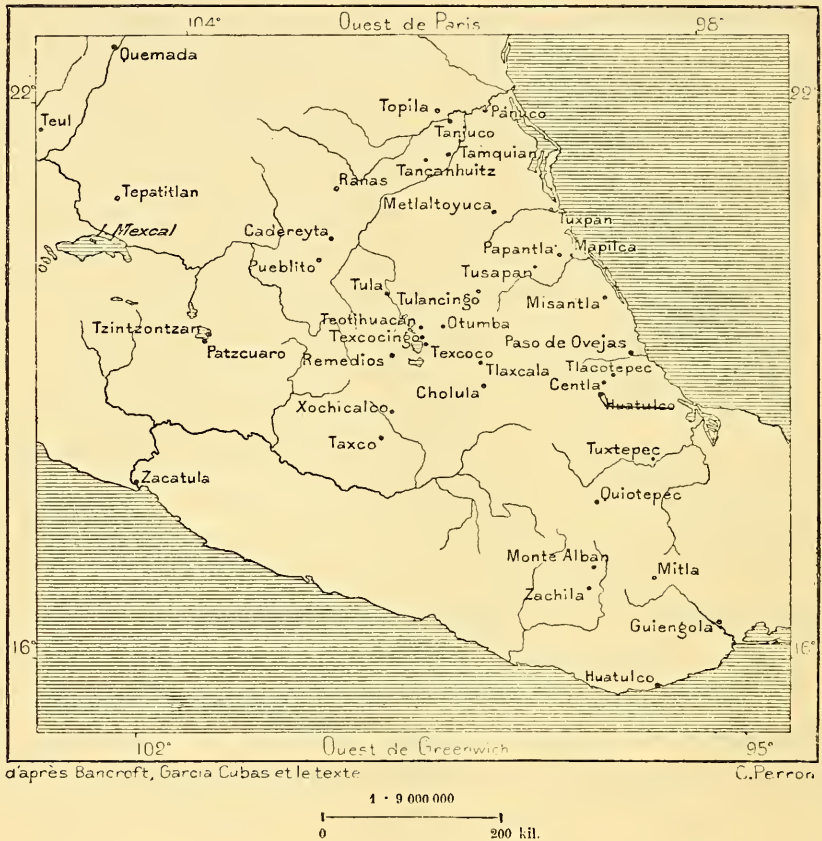 104° Ouest de Paris 98°
Quemada
22° 22°
Topila Pánuco
Teul
Tanjuco
Tamquian
Tancanhuitz
Ranas
Tepatitlan
Metlaltoyuca
Tuxpan
l. Mexcal
Cadereyta
Papantla Mapilca
Pueblito
Tusapan
Tula
Tulancingo
Misantla
Teotihuacán Otumba
Tzintzontzan
Texcocingo
Paso de Ovejas
Patzcuaro
Texcoco
Remedios
Tlaxcala
Tlacotepec
Cholula
Centla
Xochicalco
Huatulco
Taxco
Tuxtepec
Zacatula
Quiotepec
Monte Alban
Mitla
Zachila
Guiengola
16° 16°
Huatulco
102° Ouest de Greenwich 95°
d'après Bancroft, Garcia Cubas et le texte C. Perron
1 : 9 000 000
0 200 kil.